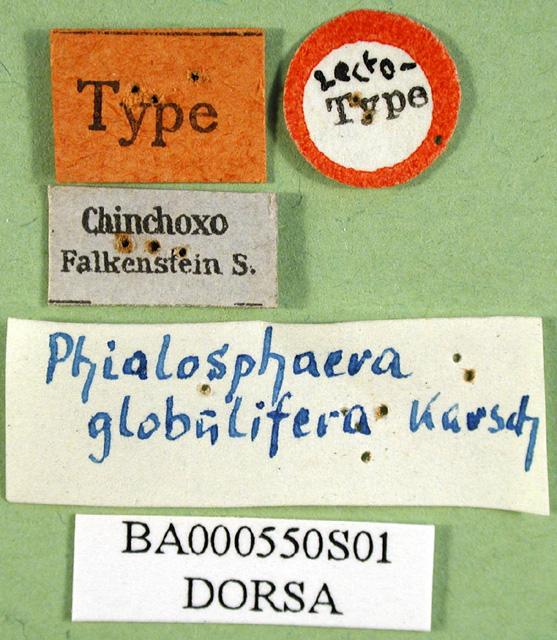 Type
Lecto-
Type
Chinchoxo
Falkenstein S.
Phialosphaera
globulifera Karsch
BA000550S01
DORSA